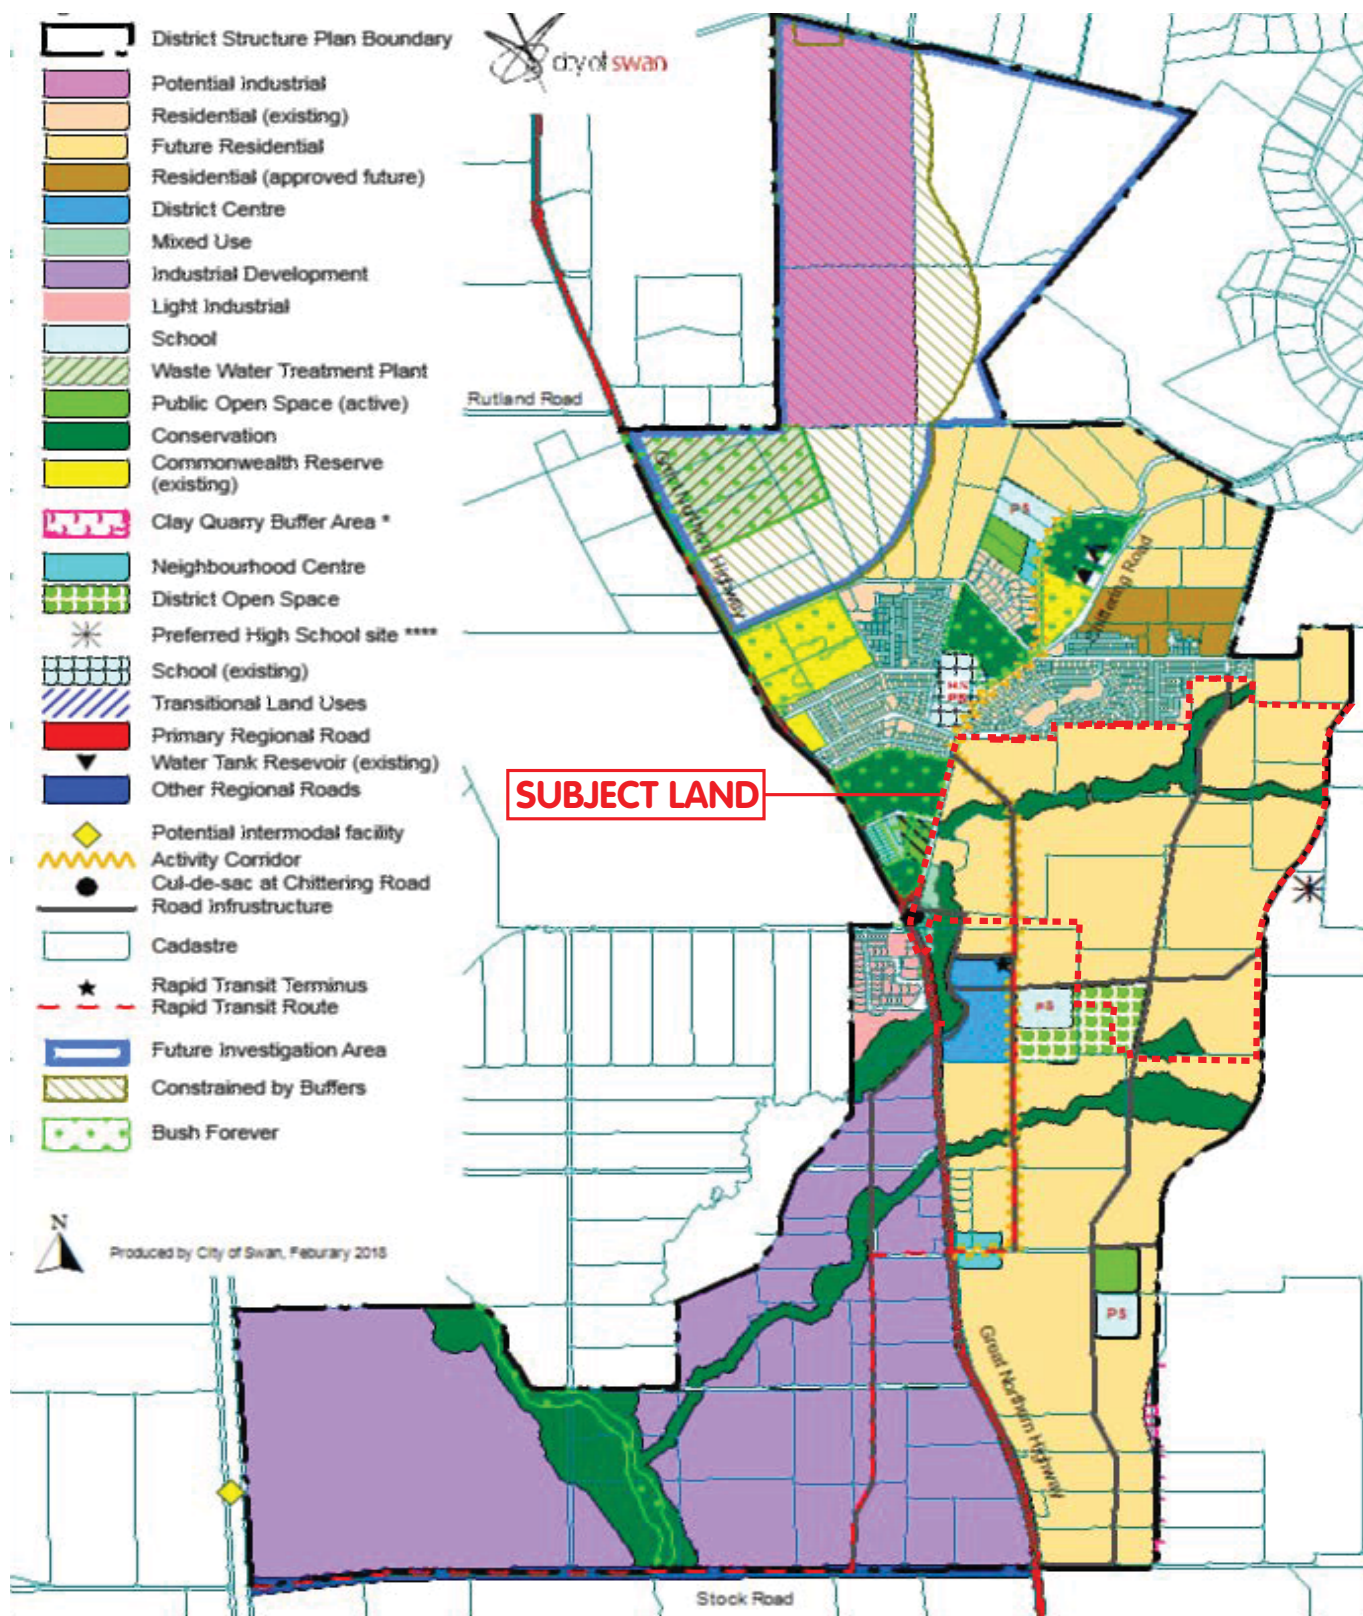 District Structure Plan Boundary
Potential Industrial
Residential (existing)
Future Residential
Residential (approved future)
District Centre
Mixed Use
Industrial Development
Light Industrial
School
Waste Water Treatment Plant
Public Open Space (active)
Conservation
Commonwealth Reserve
(existing)
Clay Quarry Buffer Area *
Neighbourhood Centre
District Open Space
Preferred High School site ****
School (existing)
Transitional Land Uses
Primary Regional Road
Water Tank Resevoir (existing)
Other Regional Roads
Potential Intermodal facility
Activity Corridor
Cul-de-sac at Chittering Road
Road Infrustructure
Cadastre
Rapid Transit Terminus
Rapid Transit Route
Future Investigation Area
Constrained by Buffers
Bush Forever
N
Produced by City of Swan, Feburary 2018
city of swan
Rutland Road
Great Northern Highway
PS
Chittering Road
HS
PS
SUBJECT LAND
PS
PS
Great Northern Highway
Stock Road